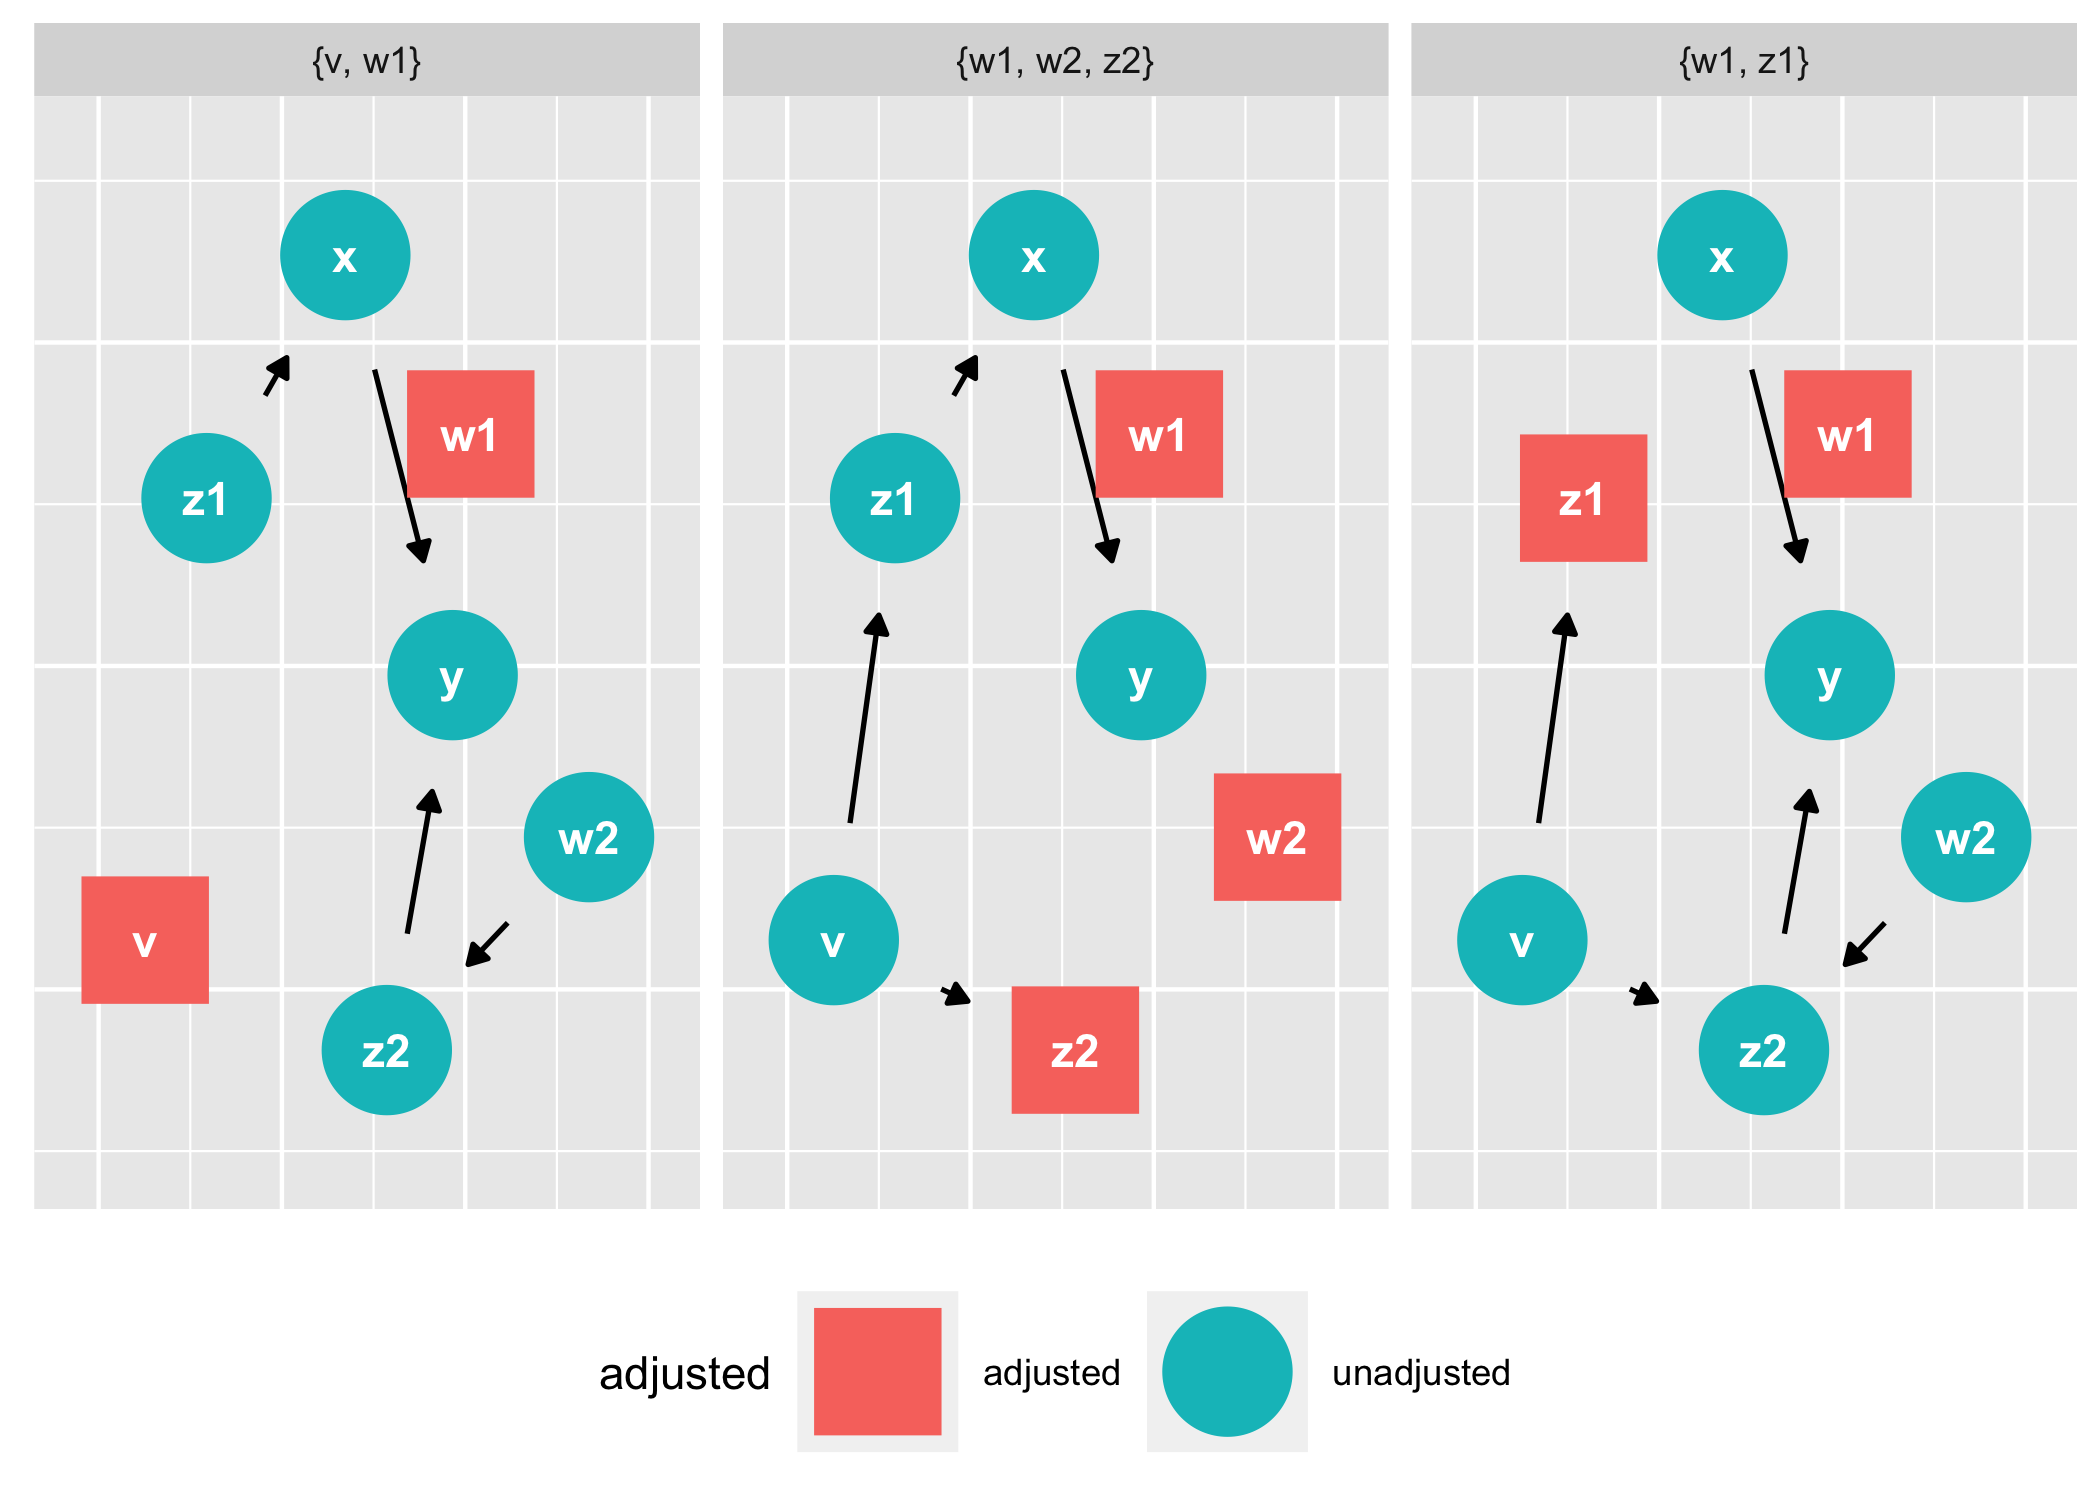 {v, w1}
x
w1
z1
y
w2
v
z2
{w1, w2, z2}
x
w1
z1
y
w2
v
z2
{w1, z1}
x
w1
z1
y
w2
v
z2
adjusted adjusted unadjusted